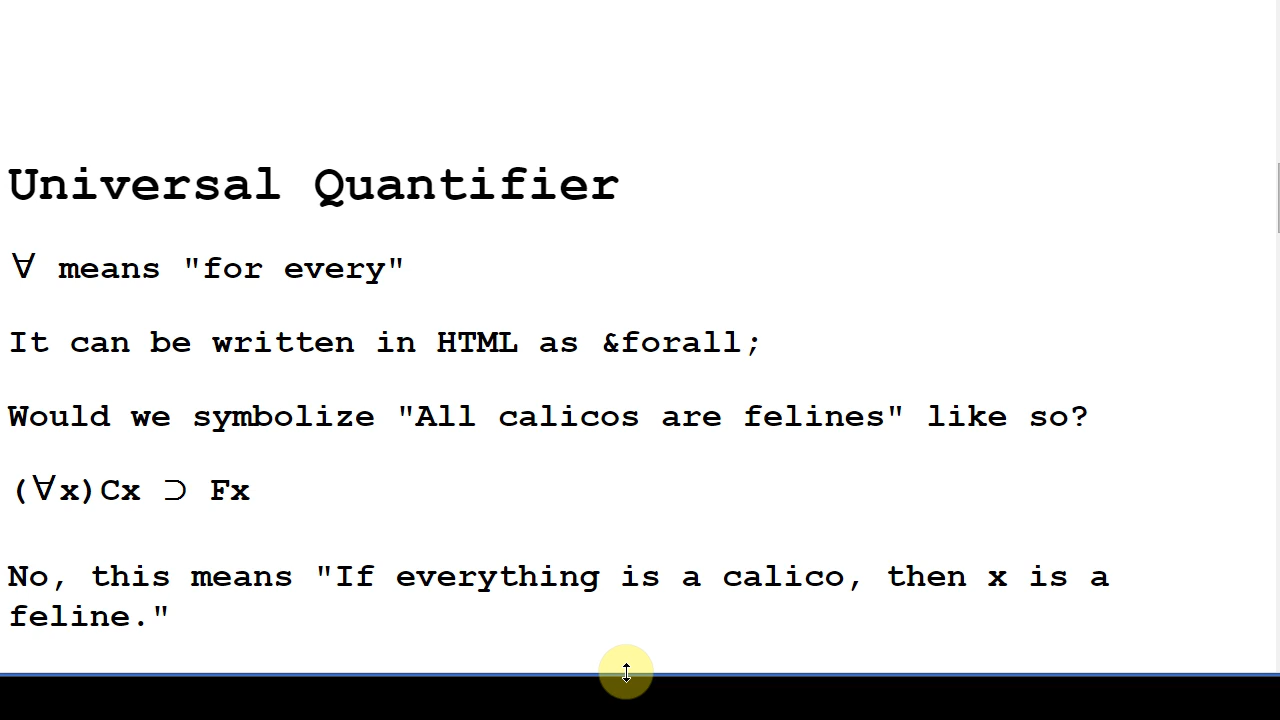 Universal Quantifier
∀ means "for every"
It can be written in HTML as &forall;
Would we symbolize "All calicos are felines" like so?
(∀x)Cx ⊃ Fx
No, this means "If everything is a calico, then x is a
feline."